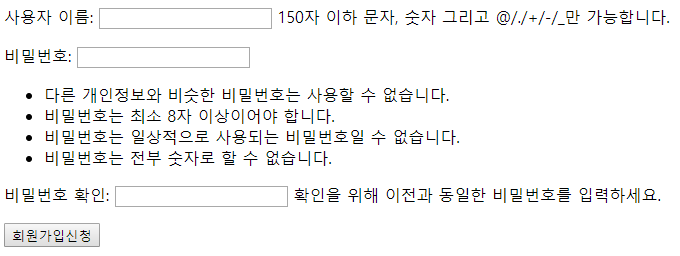 사용자 이름: 150자 이하 문자, 숫자 그리고 @/./+/-/_만 가능합니다.
비밀번호:
다른 개인정보와 비슷한 비밀번호는 사용할 수 없습니다.
비밀번호는 최소 8자 이상이어야 합니다.
비밀번호는 일상적으로 사용되는 비밀번호일 수 없습니다.
비밀번호는 전부 숫자로 할 수 없습니다.
비밀번호 확인: 확인을 위해 이전과 동일한 비밀번호를 입력하세요.
회원가입신청